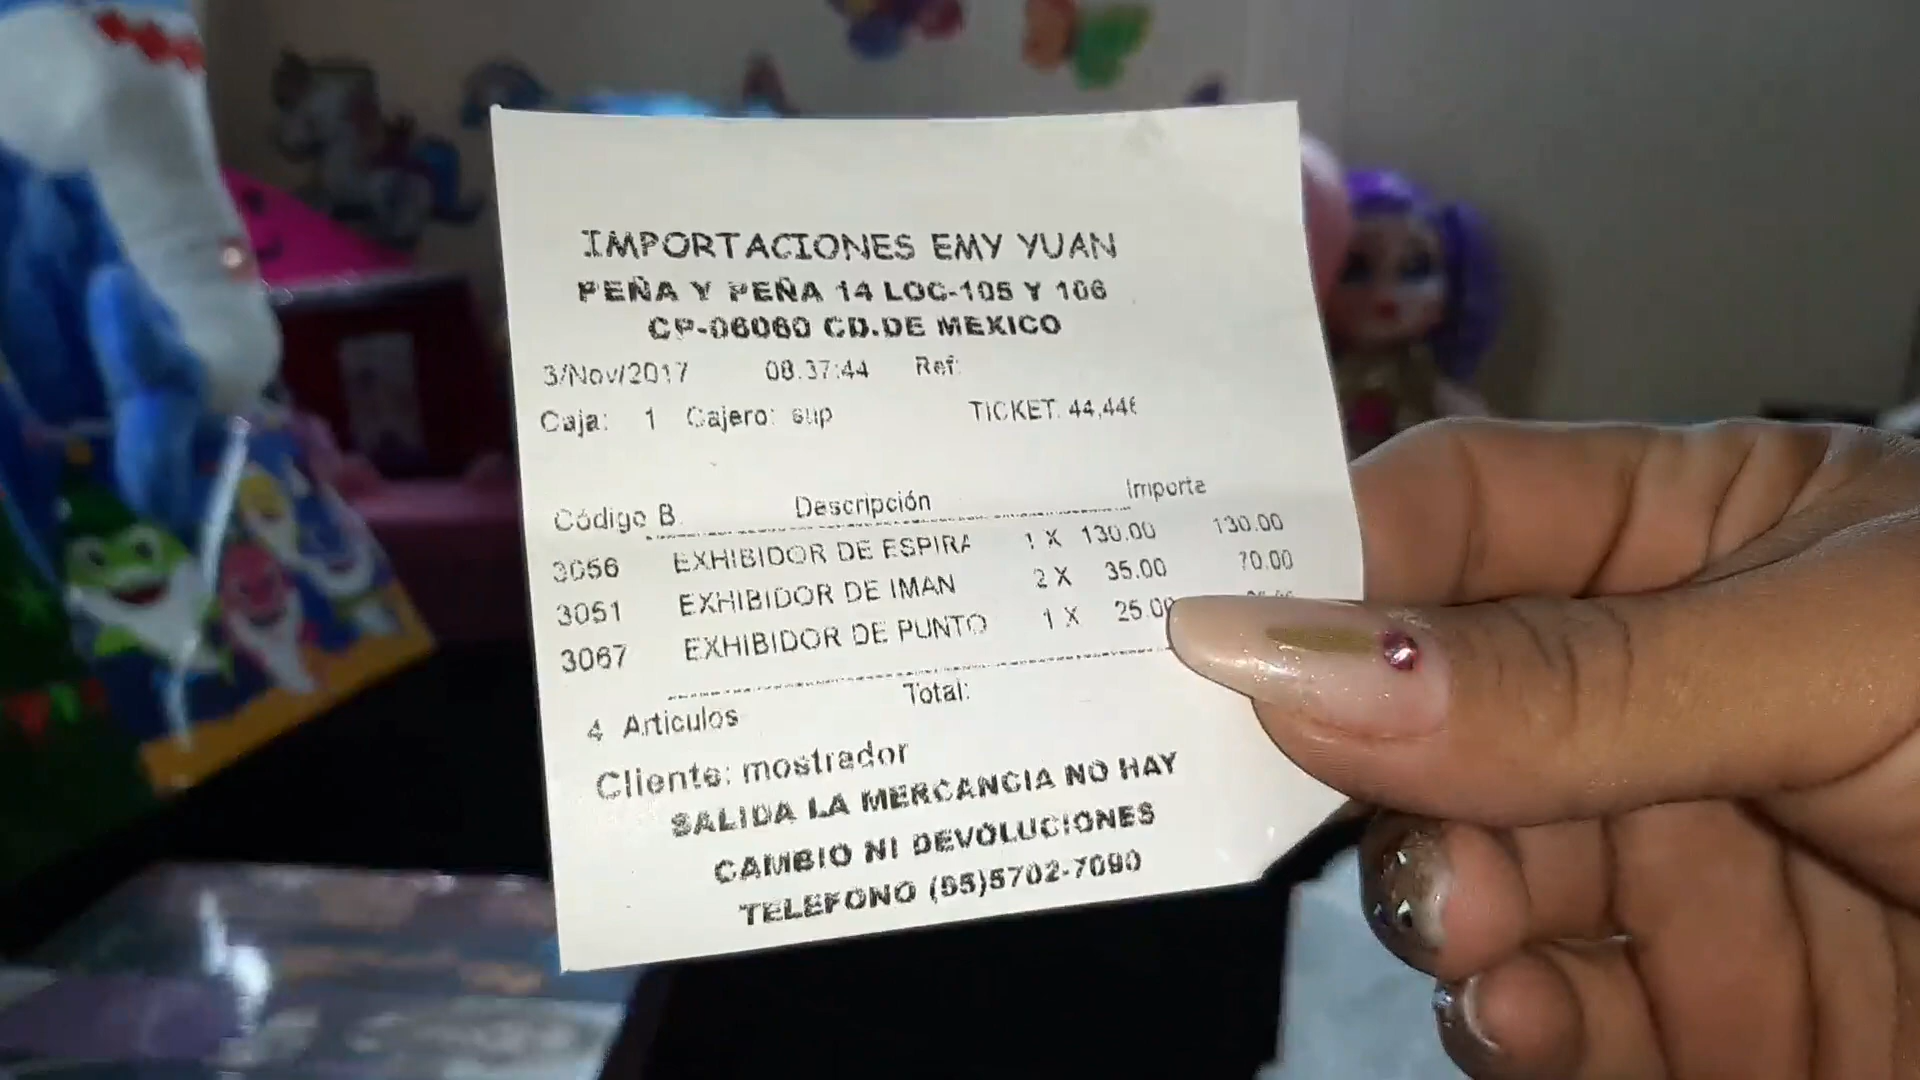 IMPORTACIONES EMY YUAN
PEÑA Y PEÑA 14 LOC-105 Y 106
CP-06060 CD.DE MEXICO
3/Nov/2017 08:37:44 Ref:
Caja: 1 Cajero: sup TICKET: 44,44
Código B. Descripción Importe
3056 EXHIBIDOR DE ESPIRA 1 X 130.00 130.00
3051 EXHIBIDOR DE IMAN 2 X 35.00 70.00
3067 EXHIBIDOR DE PUNTO 1 X 25.00
4 Articulos Total:
Cliente: mostrador
SALIDA LA MERCANCIA NO HAY
CAMBIO NI DEVOLUCIONES
TELEFONO (55)5702-7090